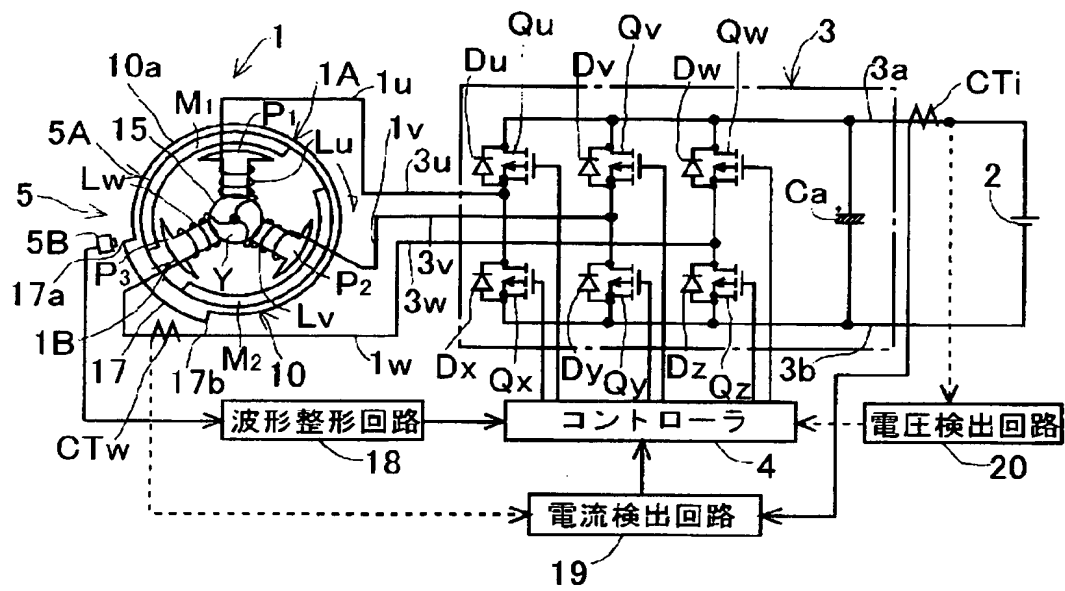 1
Qu
Qv
Qw
3
10a
1A
1u
Du
Dv
Dw
3a
CTi
M1
P1
15
Lu
1v
5A
3u
Lw
Ca
2
5
5B
3v
P3
Y
P2
3w
17a
Lv
1B
M2
10
1w
17
17b
Dx
Qx
Dy
Qy
Dz
Qz
3b
CTw
波形整形回路
コントローラ
電圧検出回路
18
4
20
電流検出回路
19